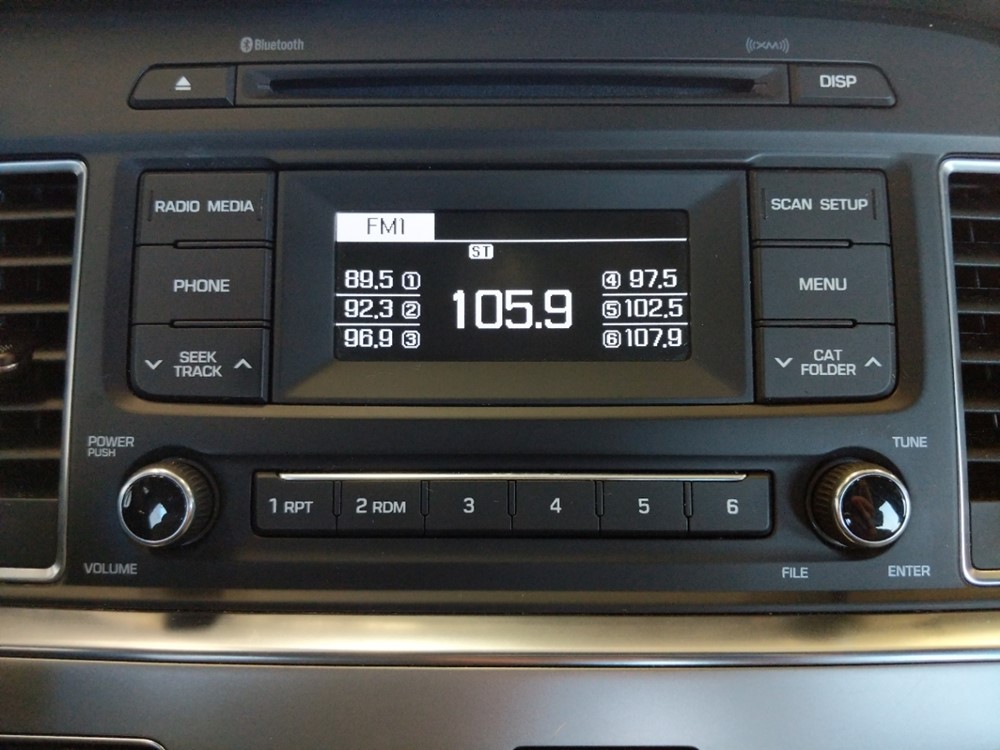 Bluetooth
((XM))
DISP
RADIO MEDIA
SCAN SETUP
FM1
ST
PHONE
MENU
89.5 1
92.3 2
96.9 3
105.9
4 97.5
5 102.5
6 107.9
SEEK
TRACK
CAT
FOLDER
POWER
PUSH
TUNE
1 RPT
2 RDM
3
4
5
6
VOLUME
FILE
ENTER